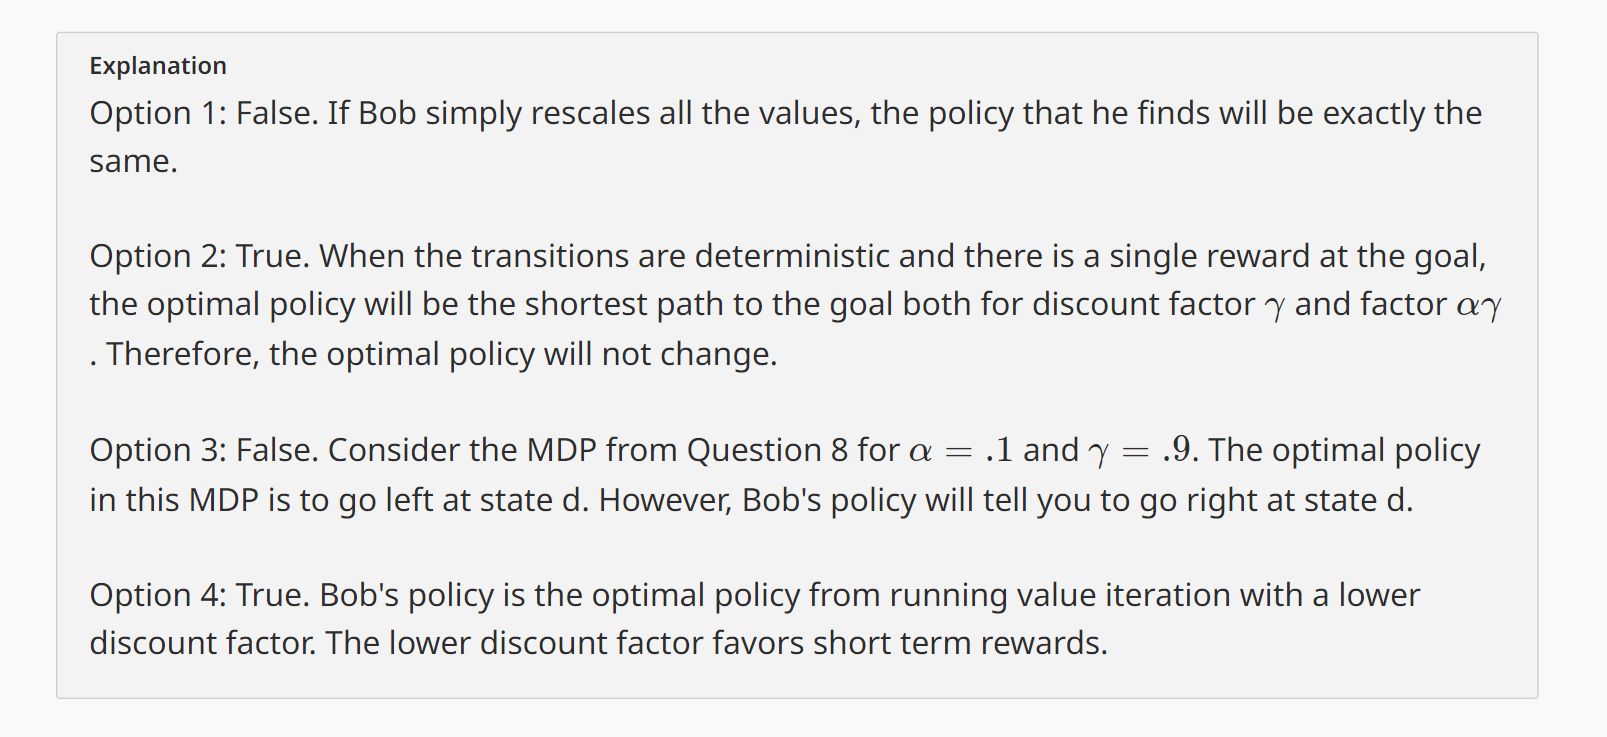 Explanation
Option 1: False. If Bob simply rescales all the values, the policy that he finds will be exactly the
same.
Option 2: True. When the transitions are deterministic and there is a single reward at the goal,
the optimal policy will be the shortest path to the goal both for discount factor γ and factor αγ
. Therefore, the optimal policy will not change.
Option 3: False. Consider the MDP from Question 8 for α = .1 and γ = .9. The optimal policy
in this MDP is to go left at state d. However, Bob's policy will tell you to go right at state d.
Option 4: True. Bob's policy is the optimal policy from running value iteration with a lower
discount factor. The lower discount factor favors short term rewards.